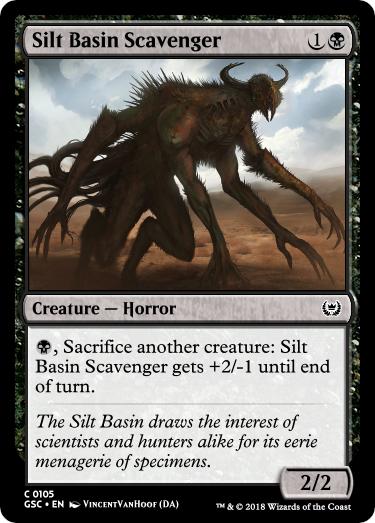 Silt Basin Scavenger 1
Creature — Horror
, Sacrifice another creature: Silt
Basin Scavenger gets +2/-1 until end
of turn.
The Silt Basin draws the interest of
scientists and hunters alike for its eerie
menagerie of specimens.
2/2
C 0105
GSC • EN VINCENTVANHOOF (DA) ™ & © 2018 Wizards of the Coast